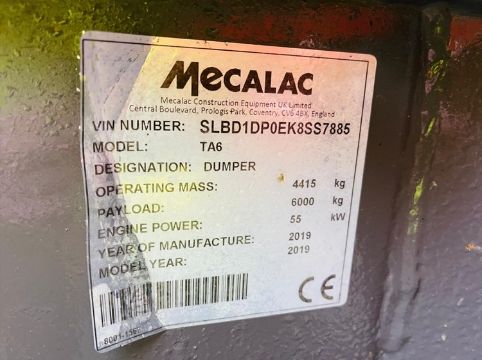 MECALAC
Mecalac Construction Equipment UK Limited
Central Boulevard, Prologis Park, Coventry, CV6 4BX, England
VIN NUMBER: SLBD1DP0EK8SS7885
MODEL: TA6
DESIGNATION: DUMPER
OPERATING MASS: 4415 kg
PAYLOAD: 6000 kg
ENGINE POWER: 55 kW
YEAR OF MANUFACTURE: 2019
MODEL YEAR: 2019
CE